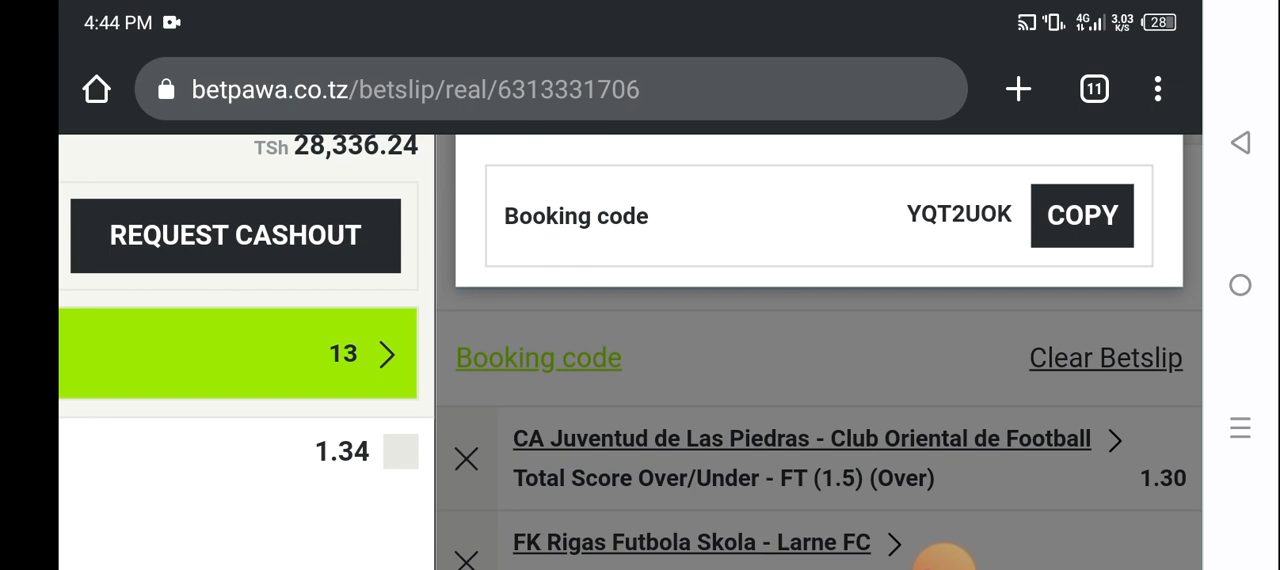 4:44 PM
4G 3.03 K/S 28
betpawa.co.tz/betslip/real/6313331706
11
TSh 28,336.24
REQUEST CASHOUT
13
1.34
Booking code YQT2UOK COPY
Booking code Clear Betslip
CA Juventud de Las Piedras - Club Oriental de Football
Total Score Over/Under - FT (1.5) (Over) 1.30
FK Rigas Futbola Skola - Larne FC